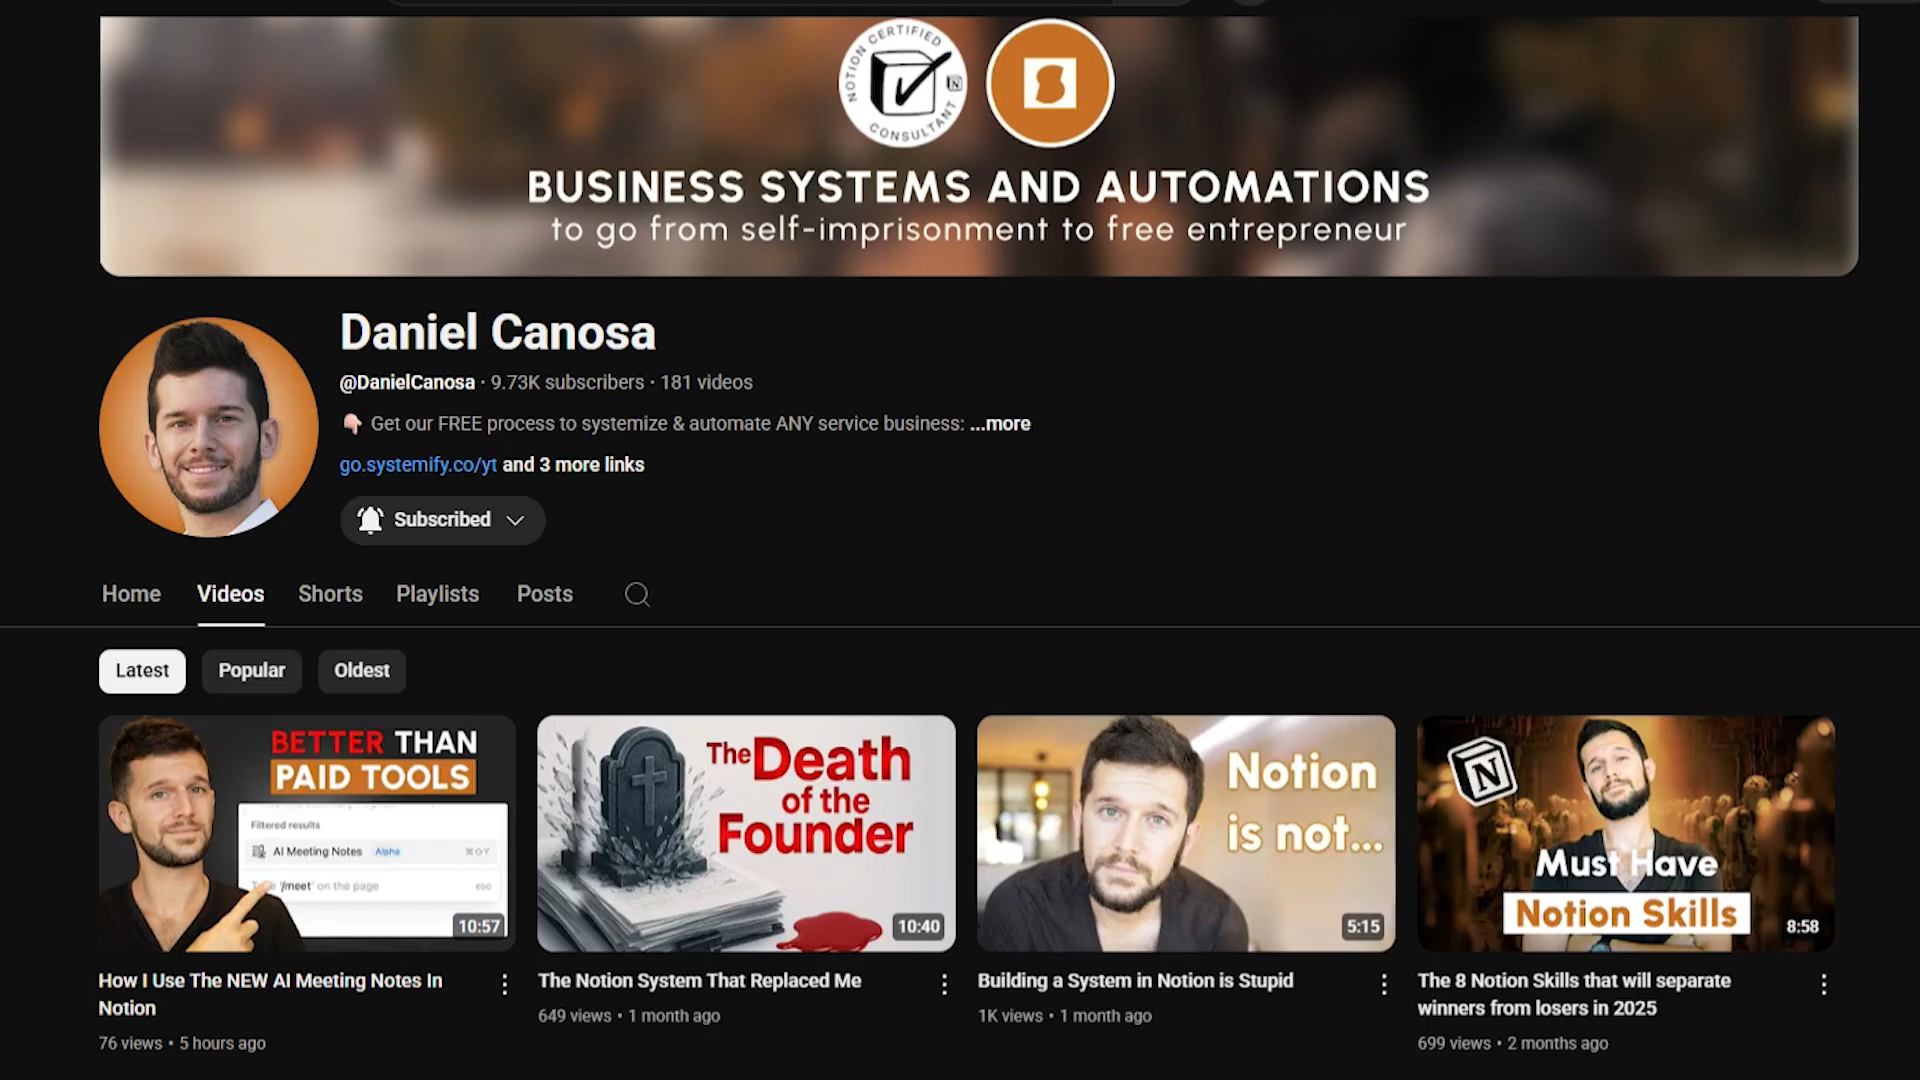 NOTION CERTIFIED
CONSULTANT
BUSINESS SYSTEMS AND AUTOMATIONS
to go from self-imprisonment to free entrepreneur
Daniel Canosa
@DanielCanosa · 9.73K subscribers · 181 videos
Get our FREE process to systemize & automate ANY service business: ...more
go.systemify.co/yt and 3 more links
Subscribed
Home Videos Shorts Playlists Posts
Latest Popular Oldest
BETTER THAN
PAID TOOLS
Filtered results
AI Meeting Notes Alpha
'/meet' on the page esc
10:57
The Death
of the
Founder
10:40
Notion
is not...
5:15
N
Must Have
Notion Skills
8:58
How I Use The NEW AI Meeting Notes In
Notion
76 views • 5 hours ago
The Notion System That Replaced Me
649 views • 1 month ago
Building a System in Notion is Stupid
1K views • 1 month ago
The 8 Notion Skills that will separate
winners from losers in 2025
699 views • 2 months ago